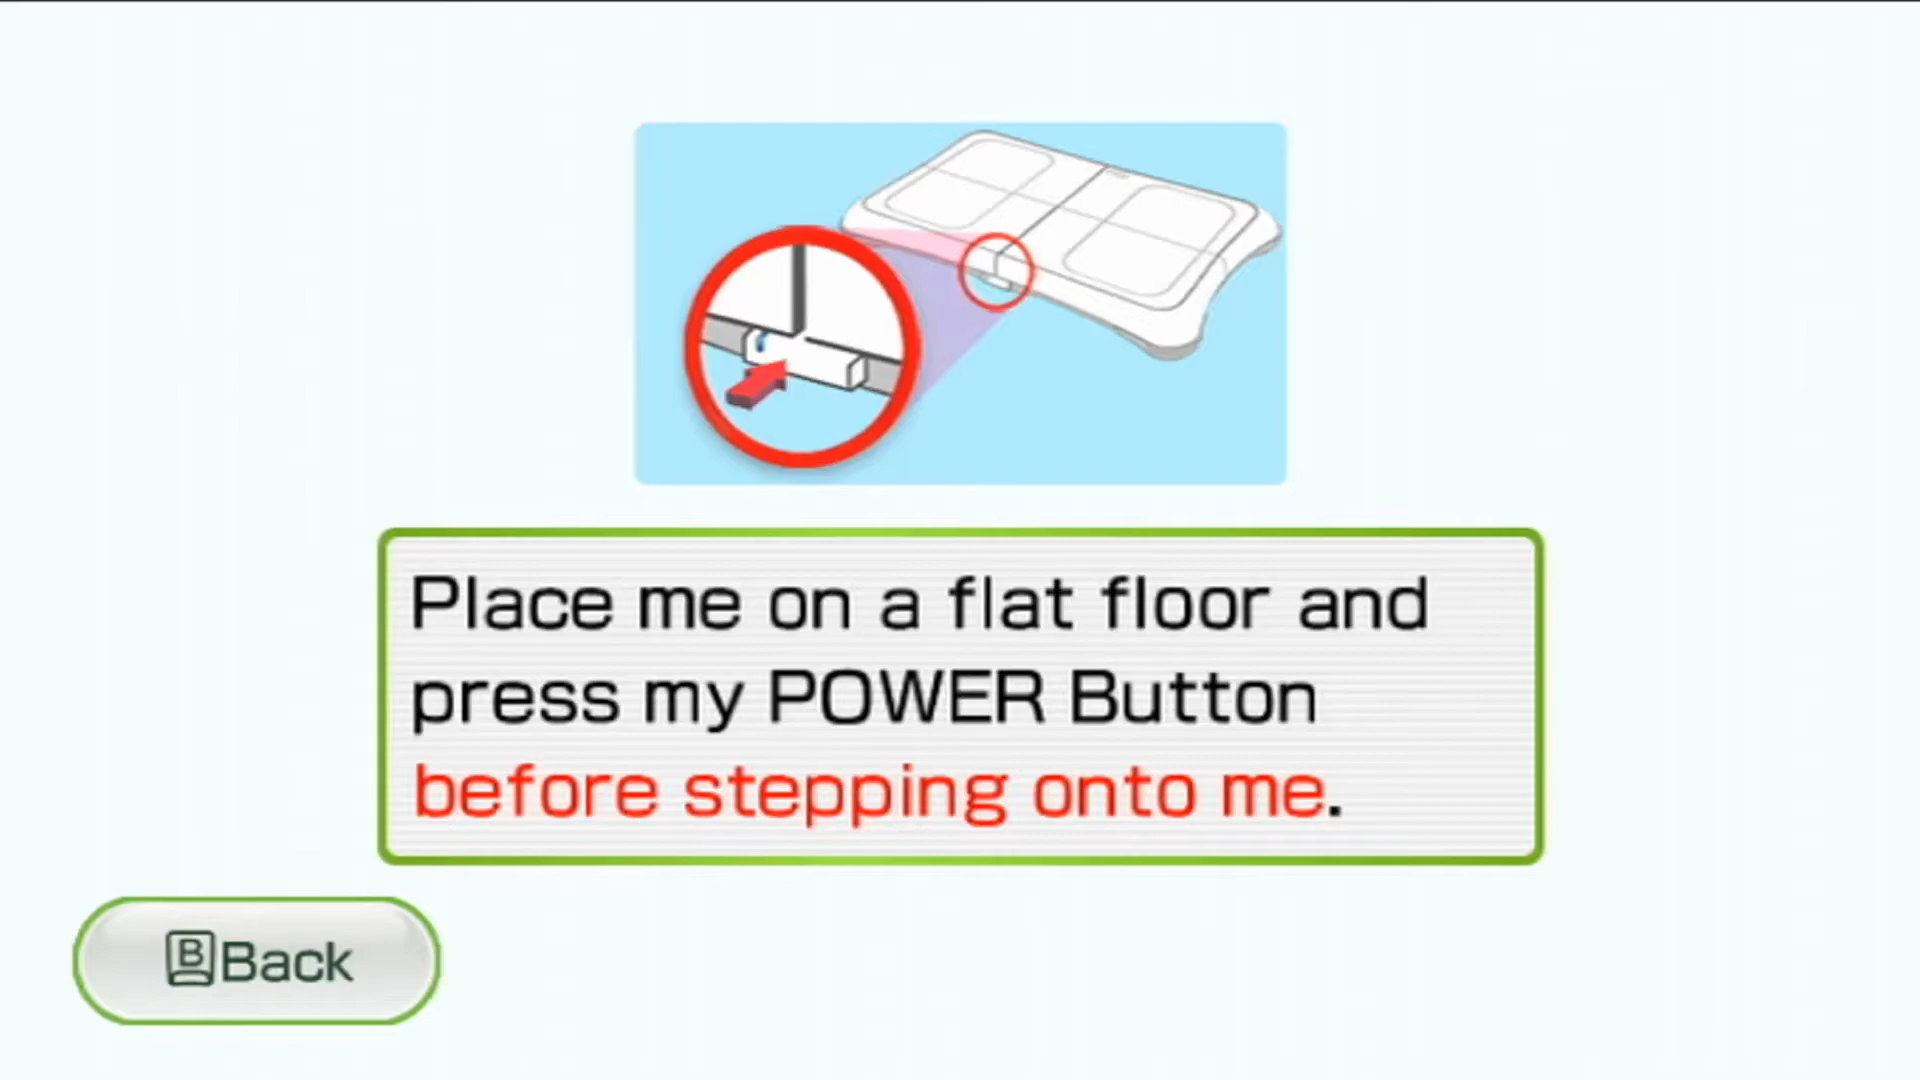 Place me on a flat floor and
press my POWER Button
before stepping onto me.
B Back